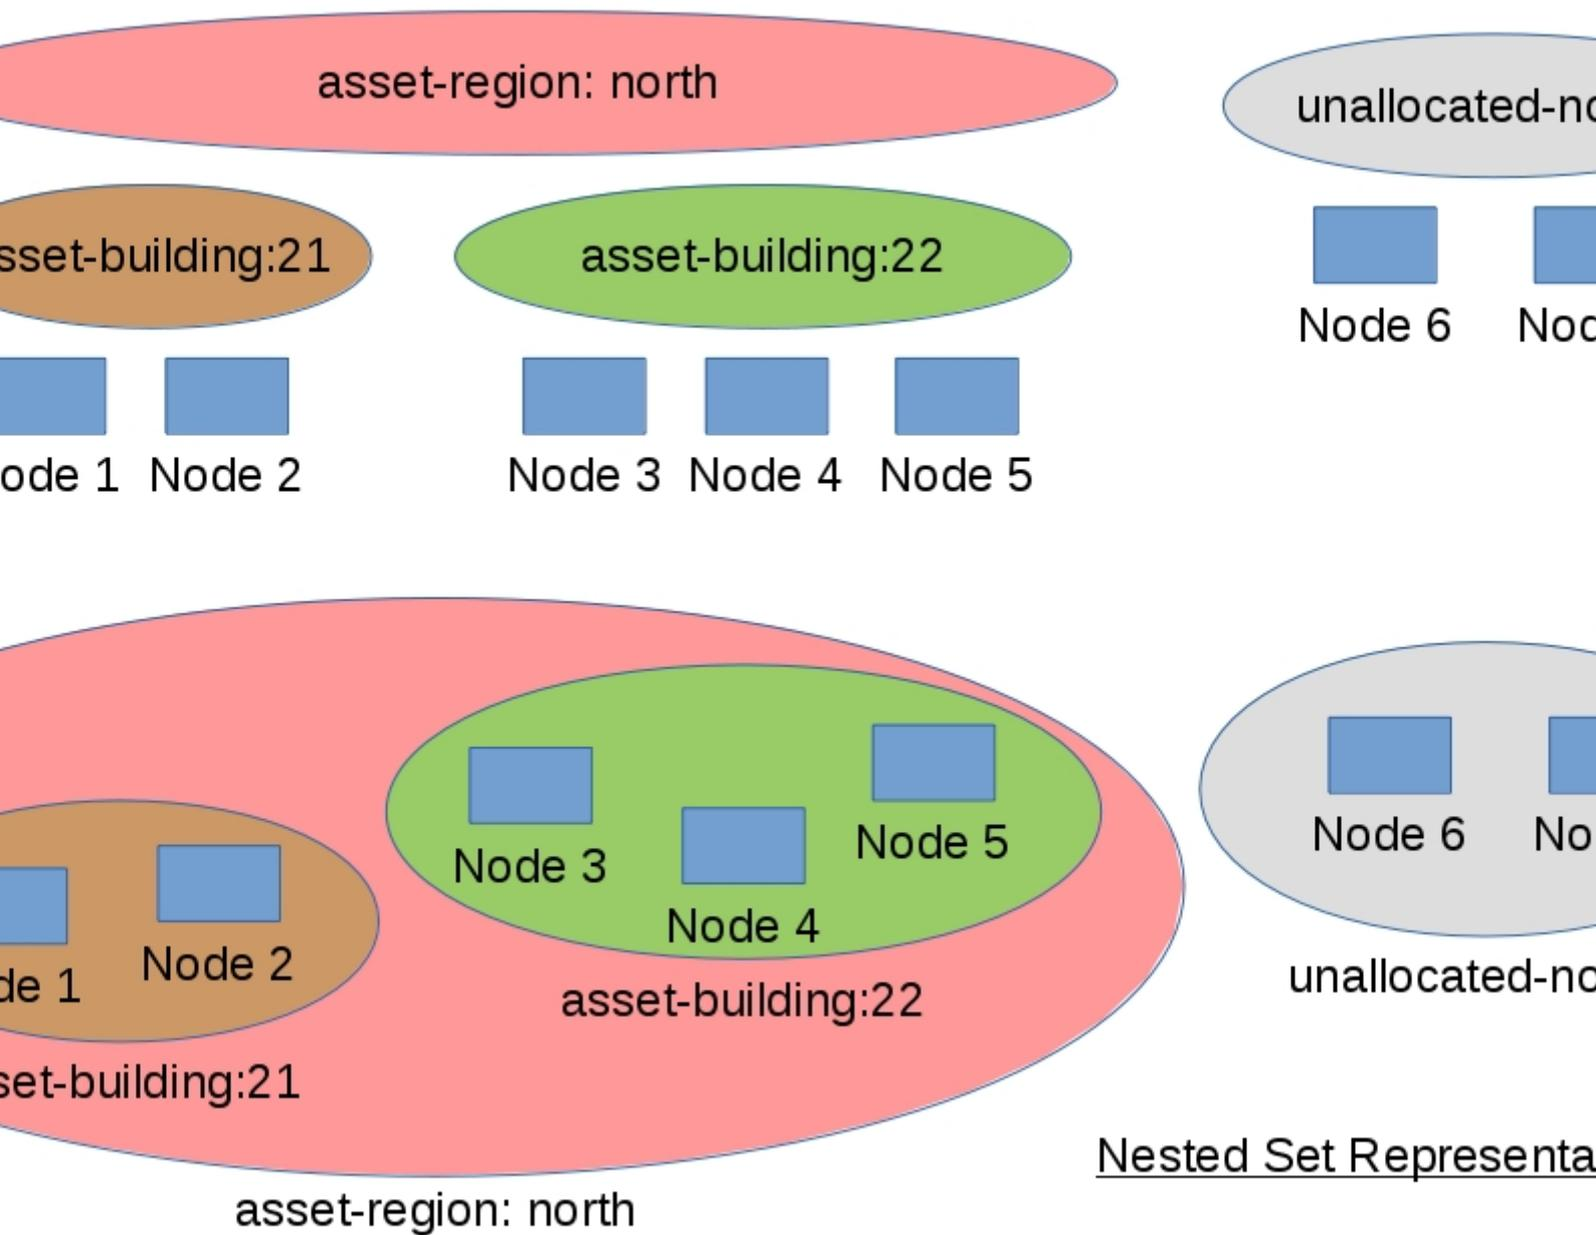 asset-region: north
unallocated-no
sset-building:21
asset-building:22
Node 6
Nod
ode 1
Node 2
Node 3
Node 4
Node 5
Node 3
Node 4
Node 5
Node 6
No
de 1
Node 2
asset-building:22
unallocated-no
set-building:21
Nested Set Representa
asset-region: north